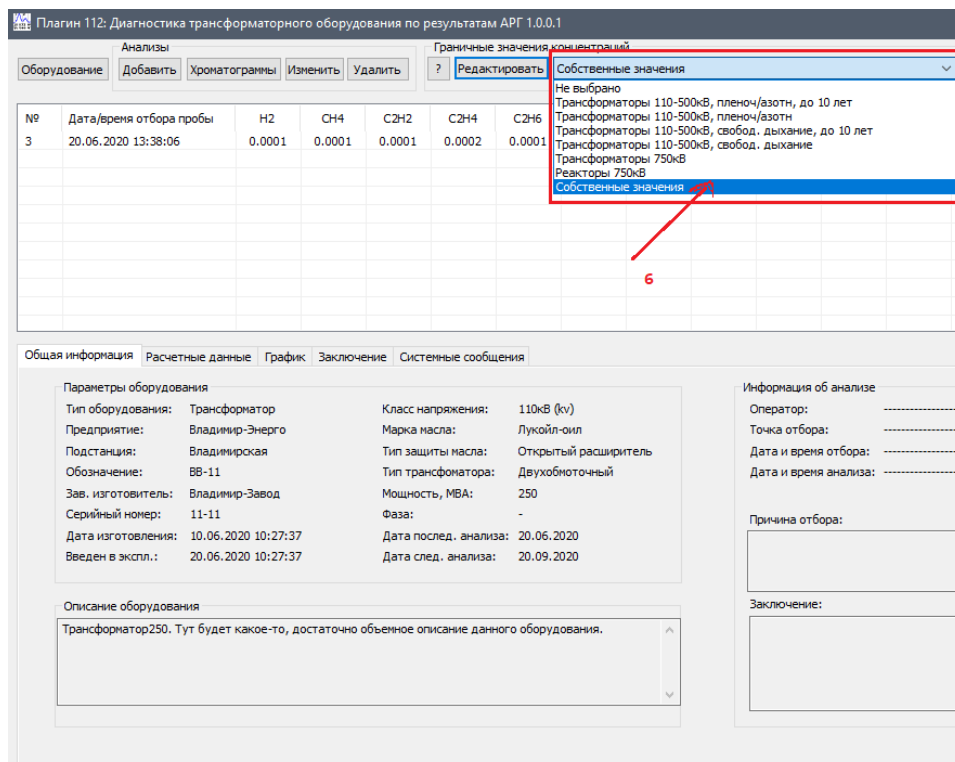 Плагин 112: Диагностика трансформаторного оборудования по результатам АРГ 1.0.0.1
Анализы
Граничные значения концентраций
Оборудование Добавить Хроматограммы Изменить Удалить ? Редактировать Собственные значения
Не выбрано
Трансформаторы 110-500кВ, пленоч/азотн, до 10 лет
Трансформаторы 110-500кВ, пленоч/азотн
Трансформаторы 110-500кВ, свобод. дыхание, до 10 лет
Трансформаторы 110-500кВ, свобод. дыхание
Трансформаторы 750кВ
Реакторы 750кВ
Собственные значения
№ Дата/время отбора пробы H2 CH4 C2H2 C2H4 C2H6
3 20.06.2020 13:38:06 0.0001 0.0001 0.0001 0.0002 0.0001
6
Общая информация Расчетные данные График Заключение Системные сообщения
Параметры оборудования
Тип оборудования: Трансформатор Класс напряжения: 110кВ (kv)
Предприятие: Владимир-Энерго Марка масла: Лукойл-оил
Подстанция: Владимирская Тип защиты масла: Открытый расширитель
Обозначение: ВВ-11 Тип трансфоматора: Двухобмоточный
Зав. изготовитель: Владимир-Завод Мощность, МВА: 250
Серийный номер: 11-11 Фаза: -
Дата изготовления: 10.06.2020 10:27:37 Дата послед. анализа: 20.06.2020
Введен в экспл.: 20.06.2020 10:27:37 Дата след. анализа: 20.09.2020
Информация об анализе
Оператор: ----------------
Точка отбора: ----------------
Дата и время отбора: ----------------
Дата и время анализа: ----------------
Причина отбора:
Заключение:
Описание оборудования
Трансформатор250. Тут будет какое-то, достаточно объемное описание данного оборудования.